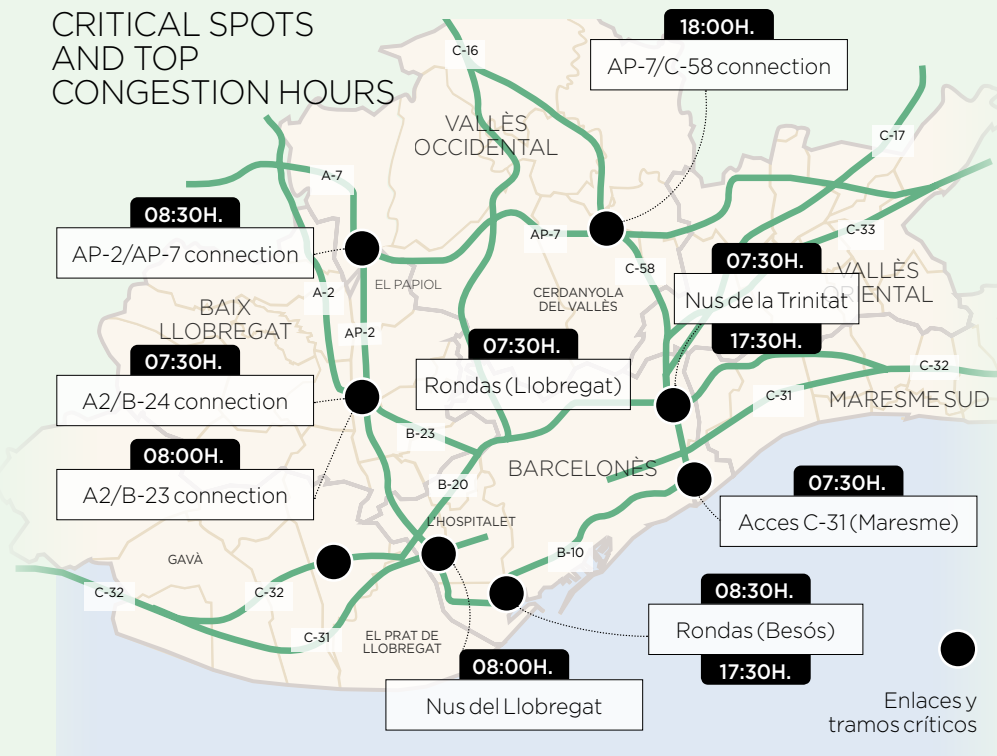 CRITICAL SPOTS
AND TOP
CONGESTION HOURS
18:00H.
AP-7/C-58 connection
C-16
VALLÈS
OCCIDENTAL
C-17
A-7
08:30H.
AP-2/AP-7 connection
AP-7
C-33
C-58
07:30H.
Nus de la Trinitat
17:30H.
VALLÈS
ORIENTAL
EL PAPIOL
A-2
CERDANYOLA
DEL VALLÈS
BAIX
LLOBREGAT
AP-2
07:30H.
A2/B-24 connection
07:30H.
Rondas (Llobregat)
C-32
C-31
MARESME SUD
B-23
08:00H.
A2/B-23 connection
BARCELONÈS
B-20
07:30H.
Acces C-31 (Maresme)
L'HOSPITALET
GAVÀ
B-10
C-32
C-32
08:30H.
Rondas (Besós)
17:30H.
C-31
EL PRAT DE
LLOBREGAT
08:00H.
Nus del Llobregat
Enlaces y
tramos críticos